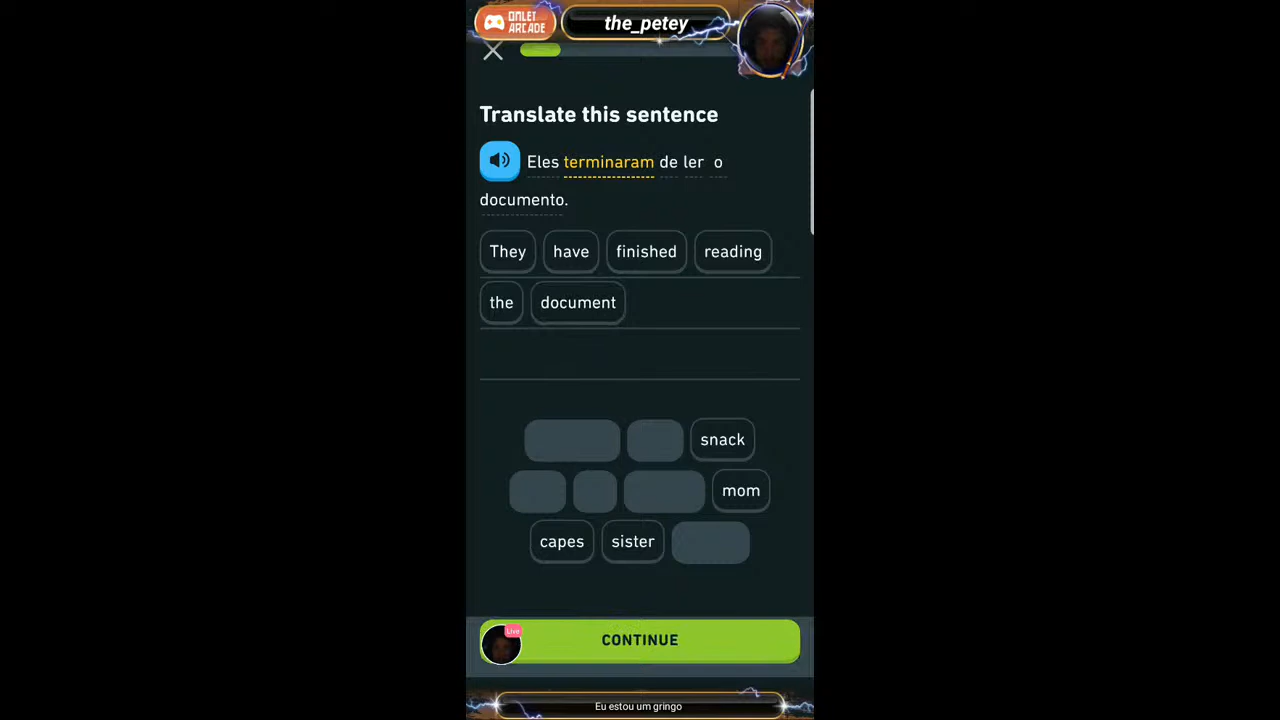 OMLET
ARCADE
the_petey
Translate this sentence
Eles terminaram de ler o
documento.
They have finished reading
the document
snack
mom
capes sister
Live
CONTINUE
Eu estou um gringo